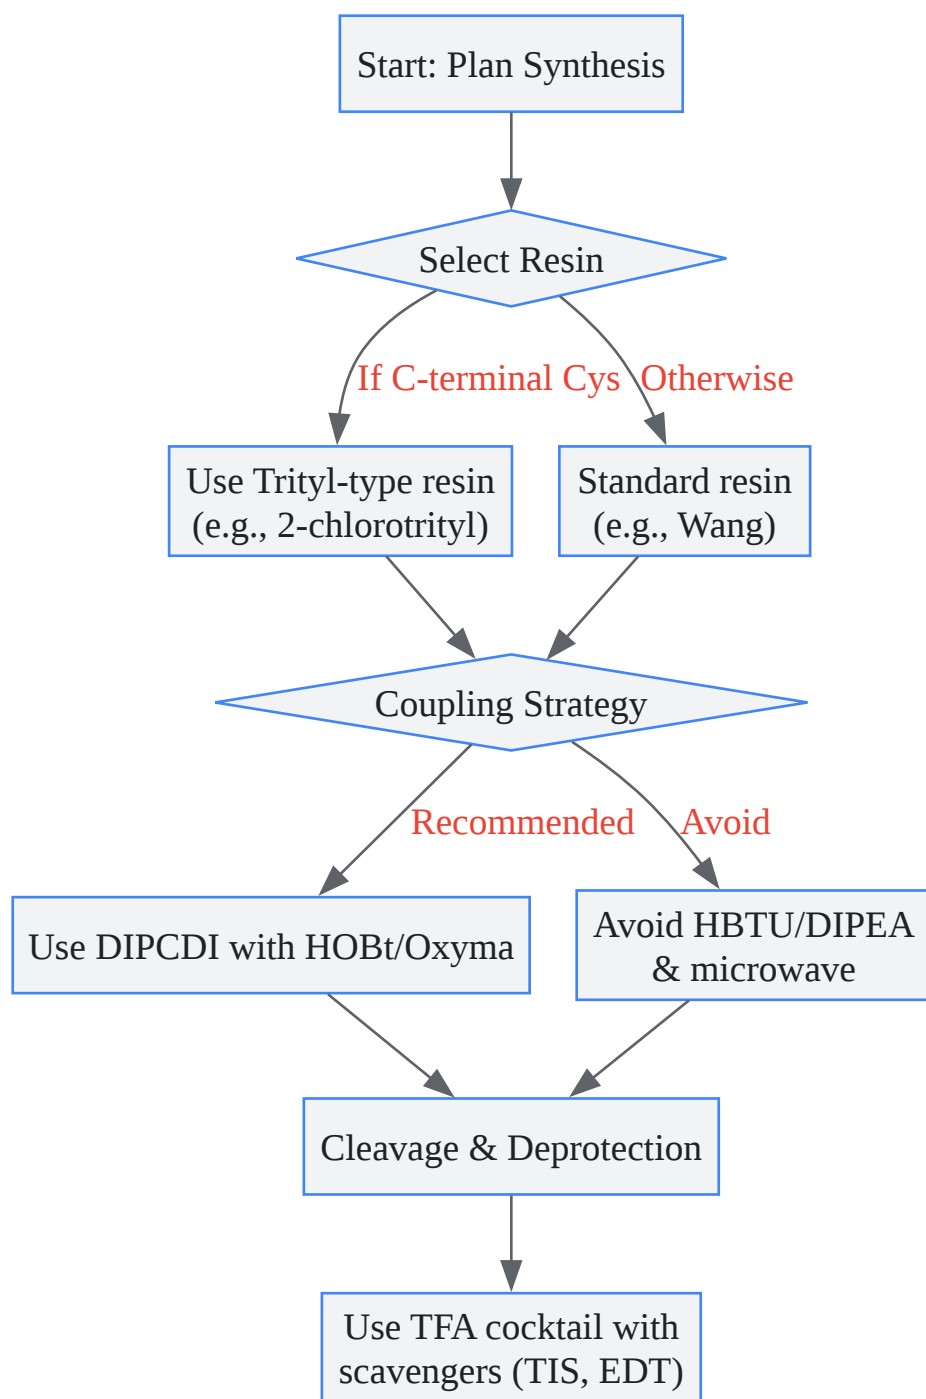 Start: Plan Synthesis
Select Resin
If C-terminal Cys
Otherwise
Use Trityl-type resin
(e.g., 2-chlorotrityl)
Standard resin
(e.g., Wang)
Coupling Strategy
Recommended
Avoid
Use DIPCDI with HOBt/Oxyma
Avoid HBTU/DIPEA
& microwave
Cleavage & Deprotection
Use TFA cocktail with
scavengers (TIS, EDT)